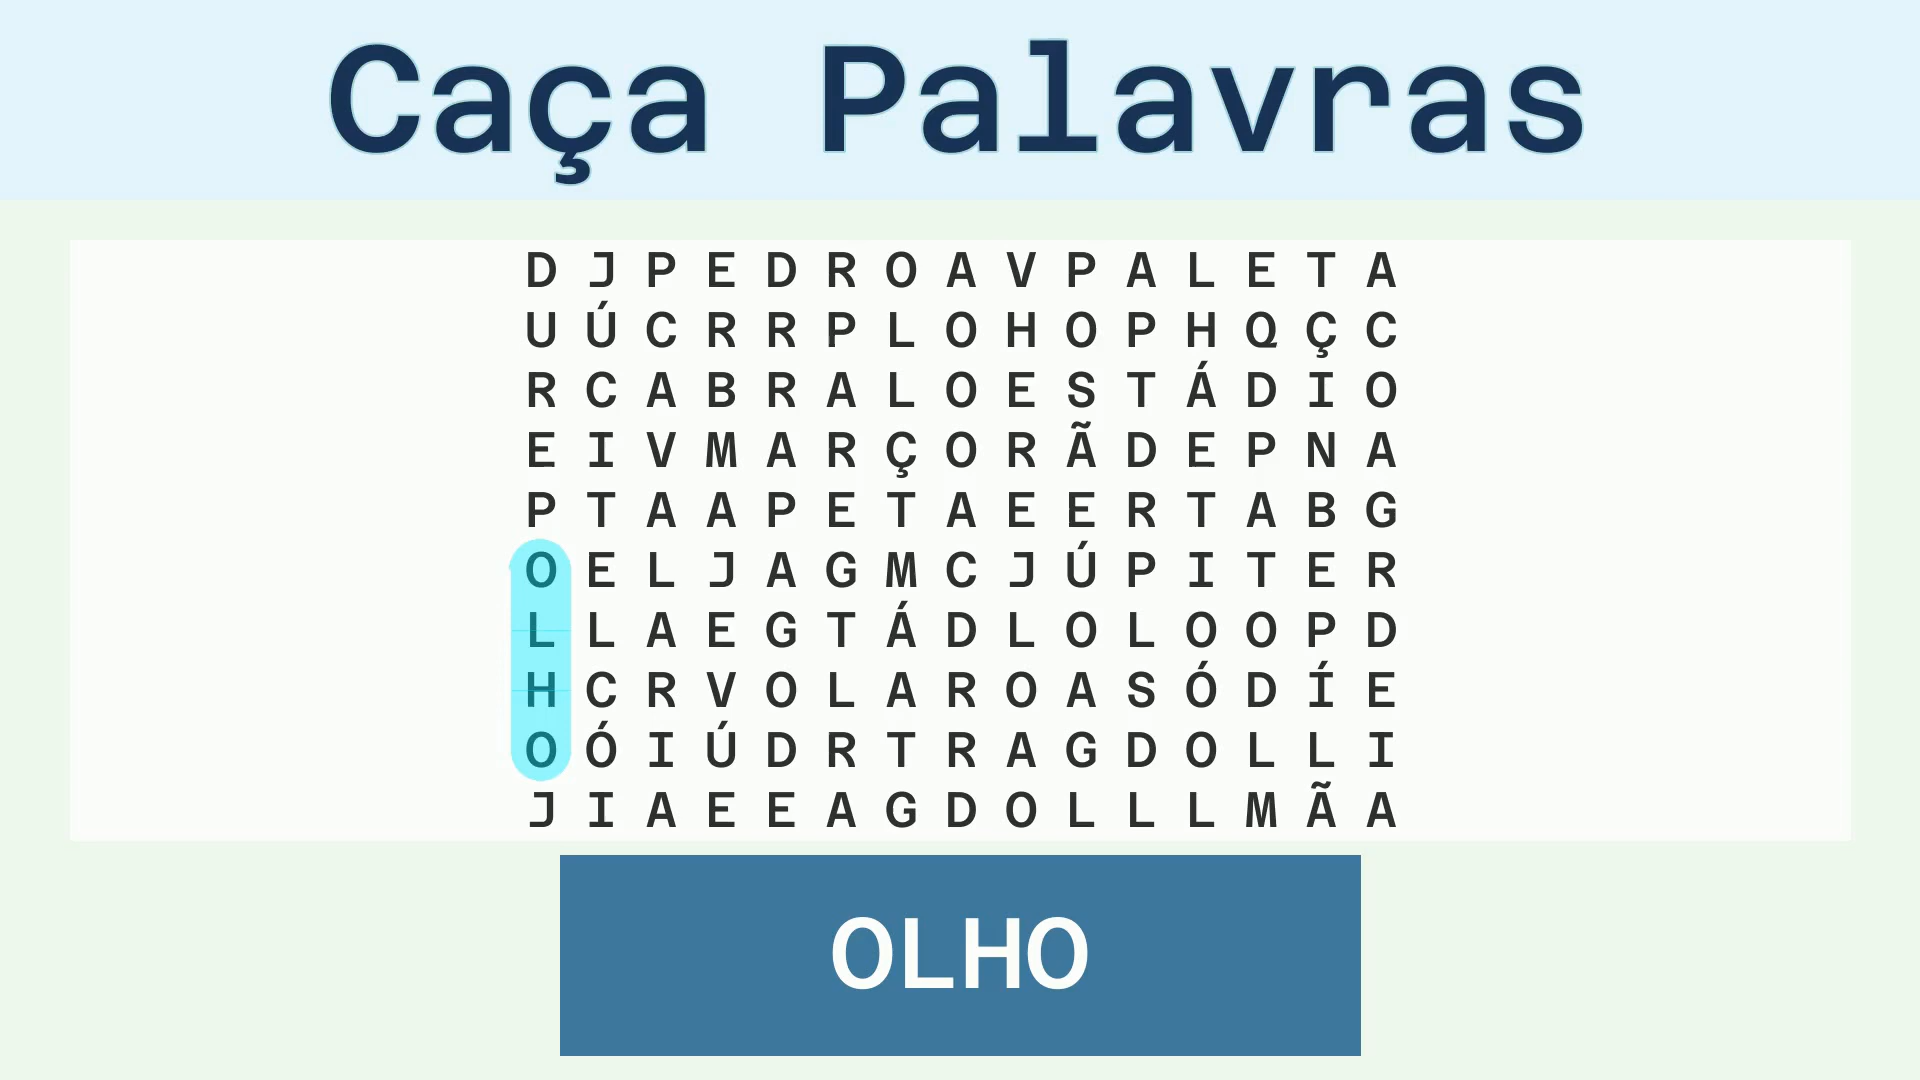 Caça Palavras
D J P E D R O A V P A L E T A
U Ú C R R P L O H O P H Q Ç C
R C A B R A L O E S T Á D I O
E I V M A R Ç O R Ã D E P N A
P T A A P E T A E E R T A B G
O E L J A G M C J Ú P I T E R
L L A E G T Á D L O L O O P D
H C R V O L A R O A S Ó D Í E
O Ó I Ú D R T R A G D O L L I
J I A E E A G D O L L L M Ã A
OLHO